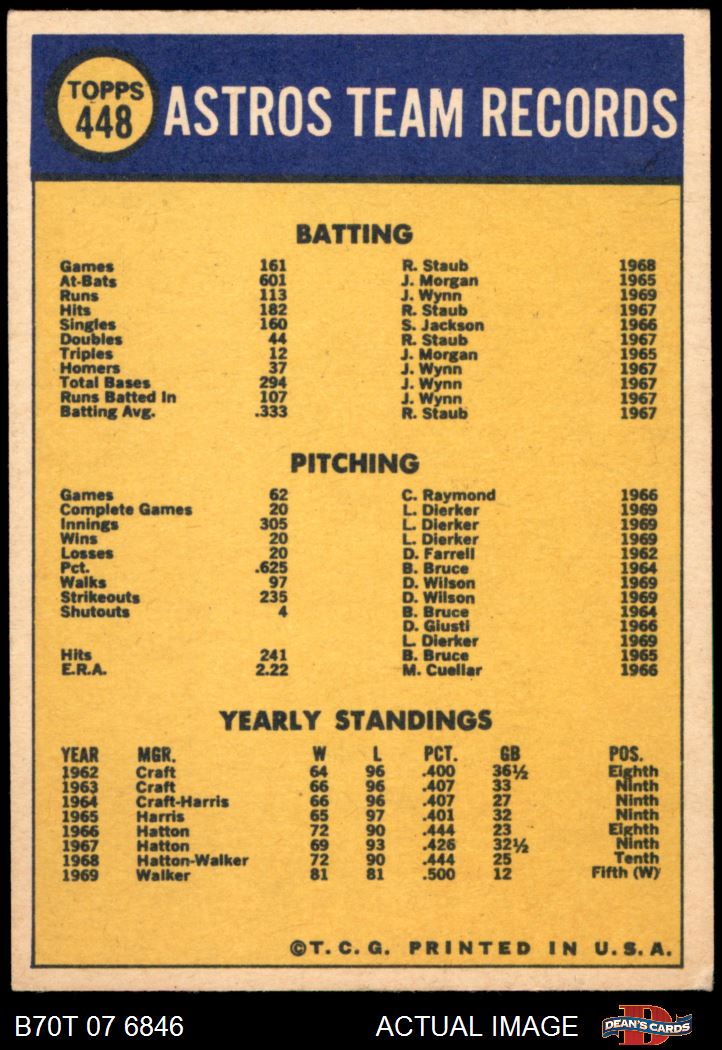 TOPPS
448
ASTROS TEAM RECORDS
BATTING
Games 161 R. Staub 1968
At-Bats 601 J. Morgan 1965
Runs 113 J. Wynn 1969
Hits 182 R. Staub 1967
Singles 160 S. Jackson 1966
Doubles 44 R. Staub 1967
Triples 12 J. Morgan 1965
Homers 37 J. Wynn 1967
Total Bases 294 J. Wynn 1967
Runs Batted In 107 J. Wynn 1967
Batting Avg. .333 R. Staub 1967
PITCHING
Games 62 C. Raymond 1966
Complete Games 20 L. Dierker 1969
Innings 305 L. Dierker 1969
Wins 20 L. Dierker 1969
Losses 20 D. Farrell 1962
Pct. .625 B. Bruce 1964
Walks 97 D. Wilson 1969
Strikeouts 235 D. Wilson 1969
Shutouts 4 B. Bruce 1964
D. Giusti 1966
L. Dierker 1969
Hits 241 B. Bruce 1965
E.R.A. 2.22 M. Cuellar 1966
YEARLY STANDINGS
YEAR MGR. W L PCT. GB POS.
1962 Craft 64 96 .400 36½ Eighth
1963 Craft 66 96 .407 33 Ninth
1964 Craft-Harris 66 96 .407 27 Ninth
1965 Harris 65 97 .401 32 Ninth
1966 Hatton 72 90 .444 23 Eighth
1967 Hatton 69 93 .426 32½ Ninth
1968 Hatton-Walker 72 90 .444 25 Tenth
1969 Walker 81 81 .500 12 Fifth (W)
©T.C.G. PRINTED IN U.S.A.
B70T 07 6846 ACTUAL IMAGE D DEAN'S CARDS